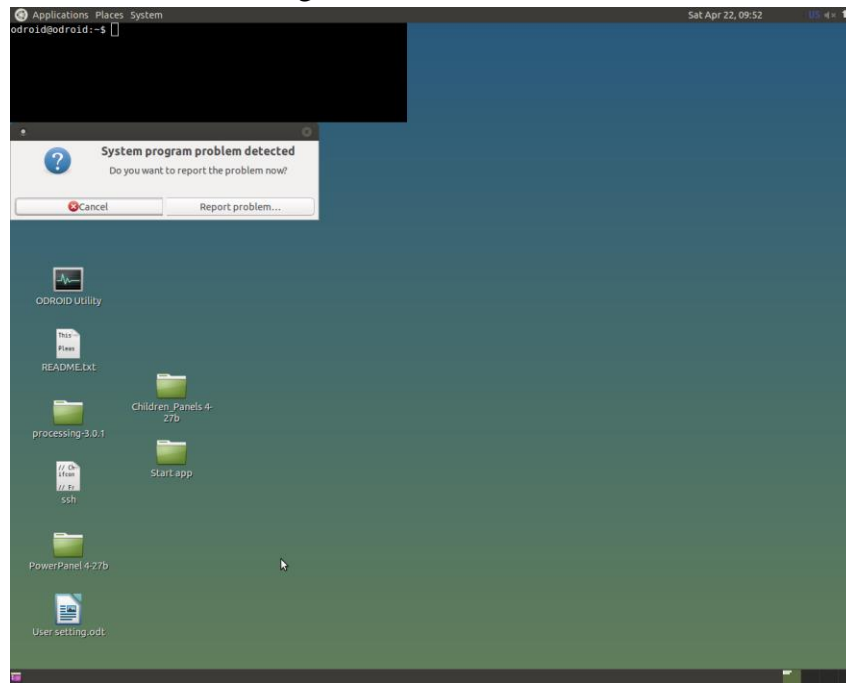 Applications Places System
Sat Apr 22, 09:52
US
odroid@odroid:~$
System program problem detected
Do you want to report the problem now?
Cancel
Report problem...
ODROID Utility
This
Pleas
README.txt
Children_Panels 4-
27b
processing-3.0.1
Start app
ssh
PowerPanel 4-27b
User setting.odt